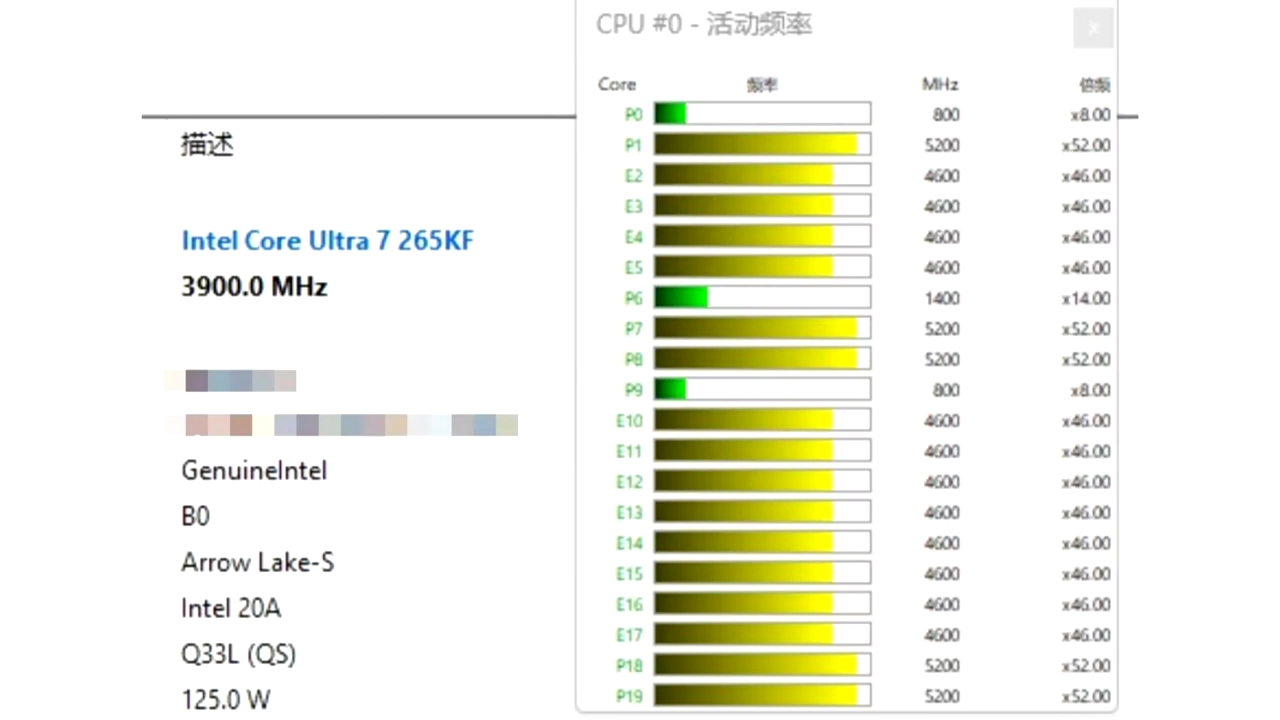 描述
Intel Core Ultra 7 265KF
3900.0 MHz
GenuineIntel
B0
Arrow Lake-S
Intel 20A
Q33L (QS)
125.0 W
CPU #0 - 活动频率 x
Core 频率 MHz 倍频
P0 800 x8.00
P1 5200 x52.00
E2 4600 x46.00
E3 4600 x46.00
E4 4600 x46.00
E5 4600 x46.00
P6 1400 x14.00
P7 5200 x52.00
P8 5200 x52.00
P9 800 x8.00
E10 4600 x46.00
E11 4600 x46.00
E12 4600 x46.00
E13 4600 x46.00
E14 4600 x46.00
E15 4600 x46.00
E16 4600 x46.00
E17 4600 x46.00
P18 5200 x52.00
P19 5200 x52.00